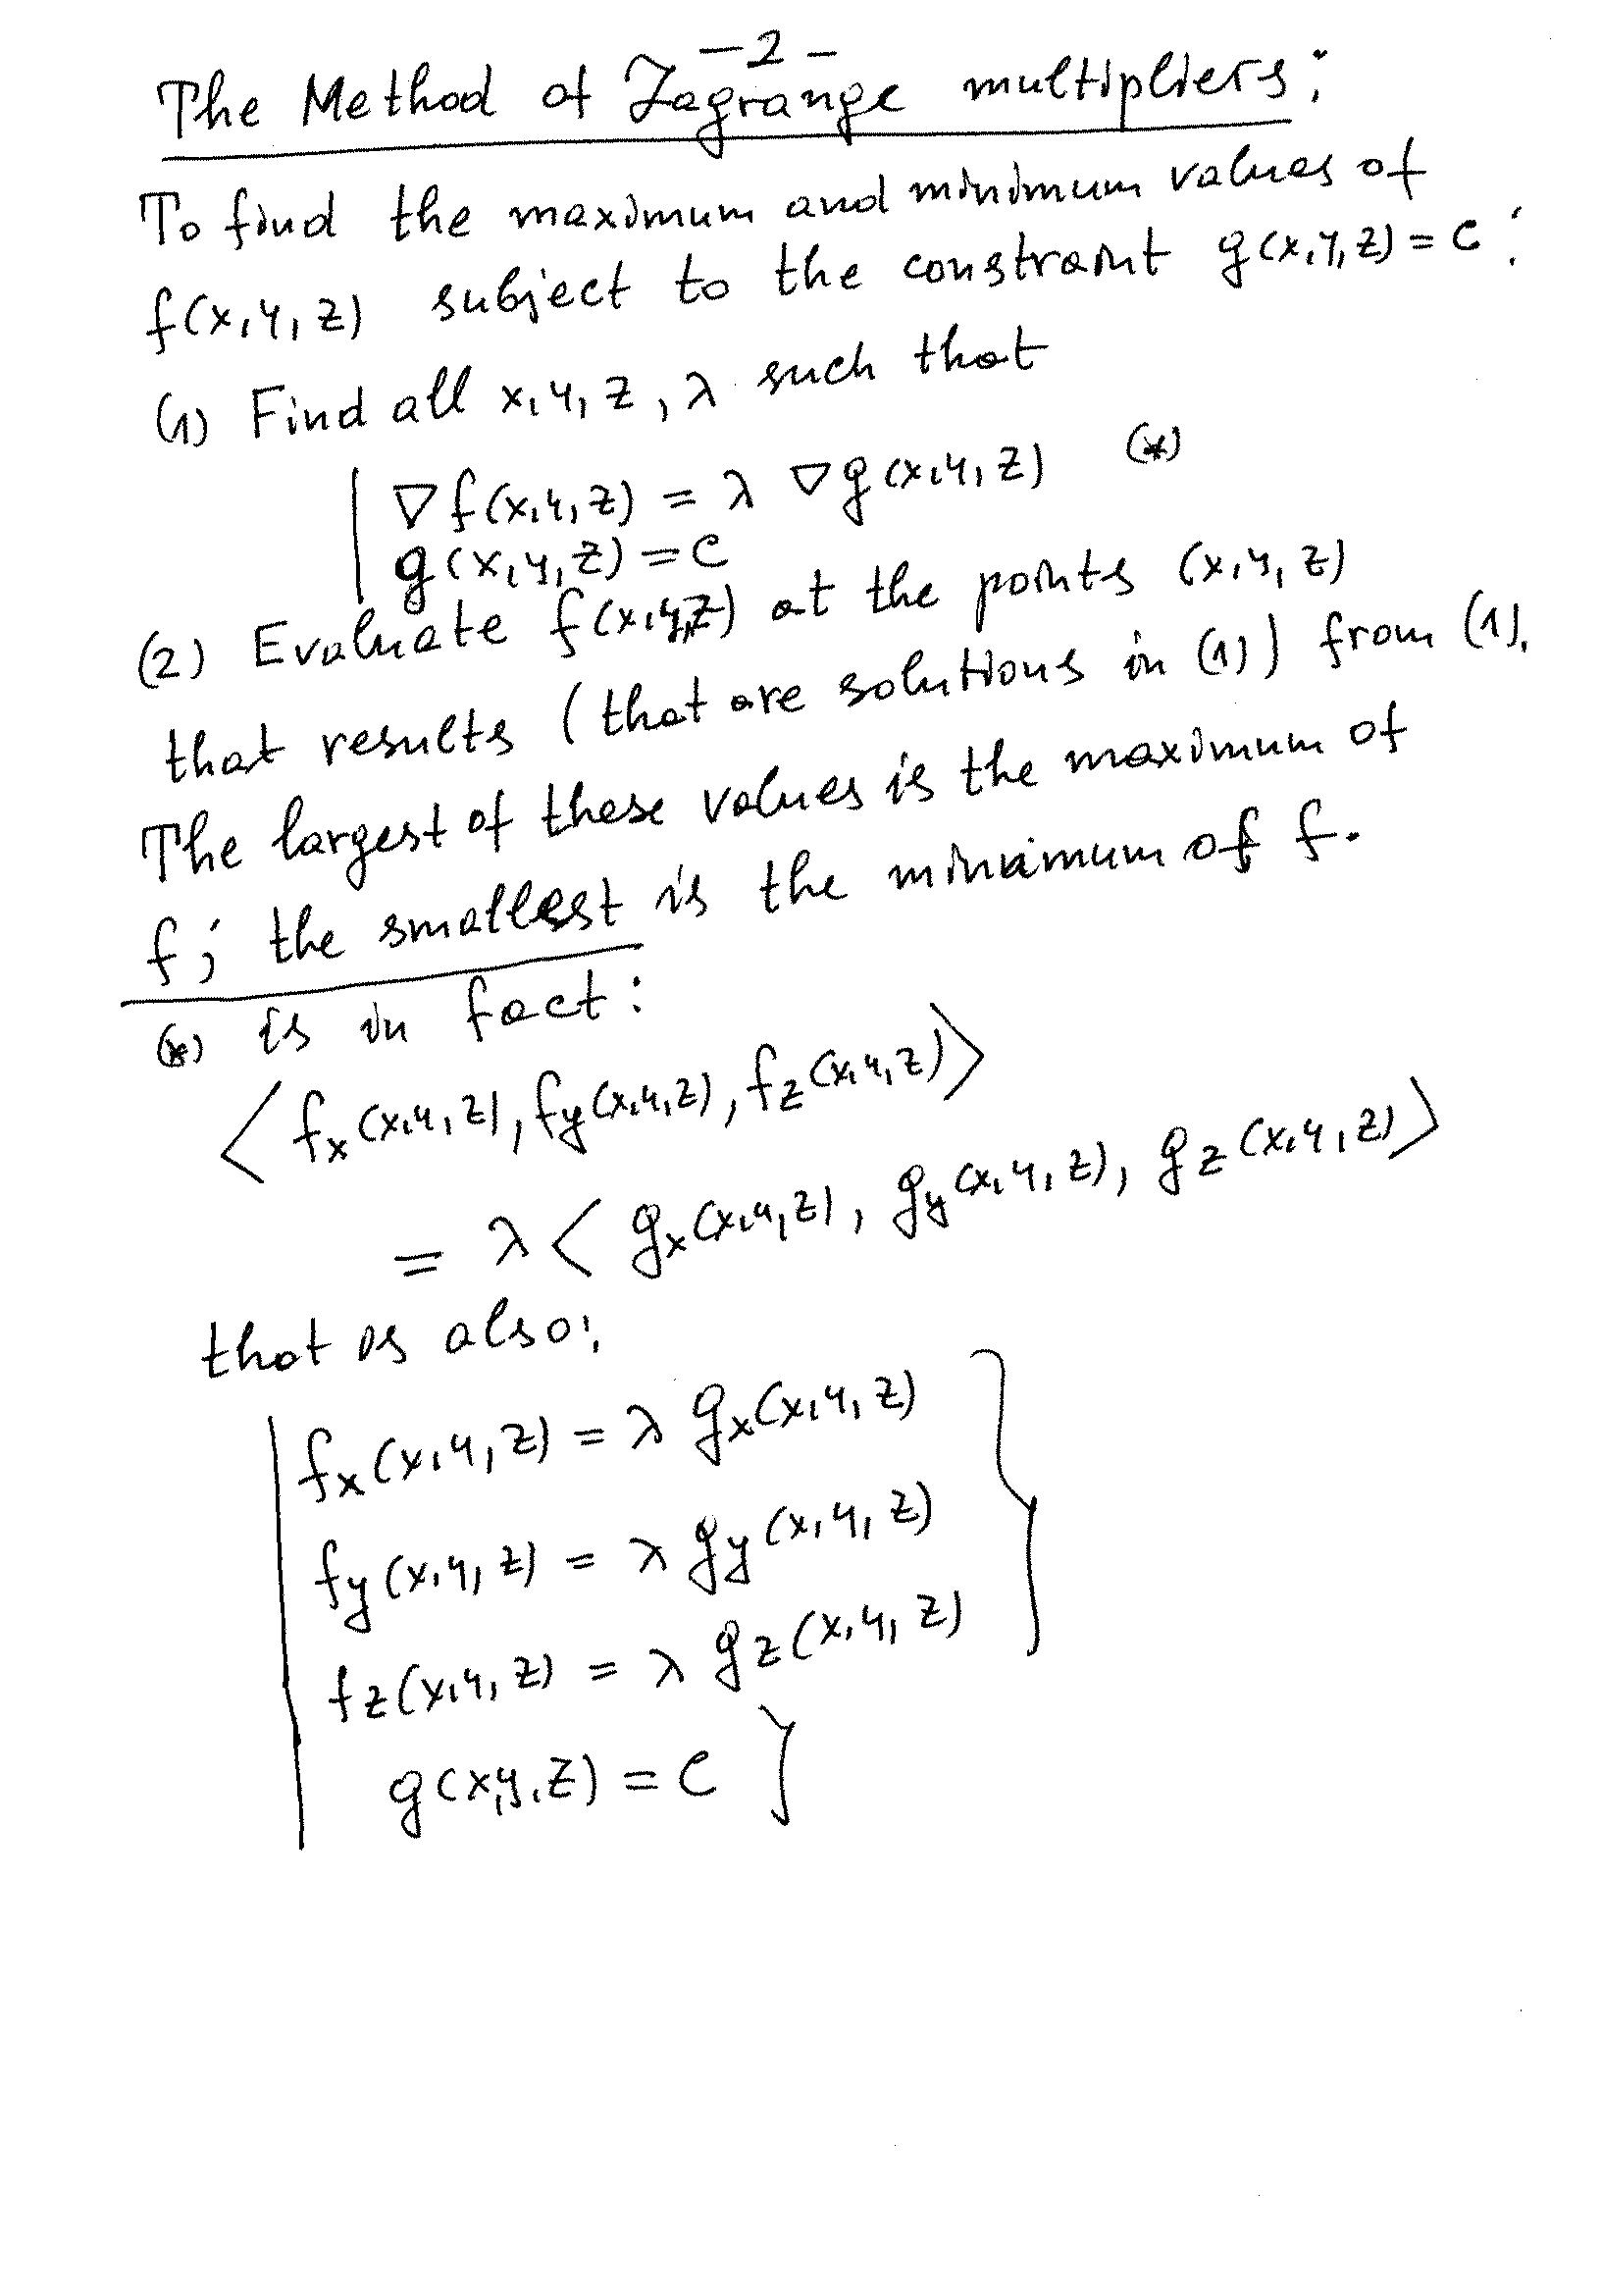 -2-
The Method of Lagrange multipliers:
To find the maximum and minimum values of
f(x,y,z) subject to the constraint g(x,y,z) = c:
(1) Find all x,y,z,λ such that
∇f(x,y,z) = λ ∇g(x,y,z) (*)
g(x,y,z) = c
(2) Evaluate f(x,y,z) at the points (x,y,z)
that results (that are solutions in (1)) from (1).
The largest of these values is the maximum of
f; the smallest is the minimum of f.
(*) is in fact:
⟨ fx(x,y,z), fy(x,y,z), fz(x,y,z) ⟩
= λ ⟨ gx(x,y,z), gy(x,y,z), gz(x,y,z) ⟩
that is also:
fx(x,y,z) = λ gx(x,y,z)
fy(x,y,z) = λ gy(x,y,z)
fz(x,y,z) = λ gz(x,y,z)
g(x,y,z) = c }